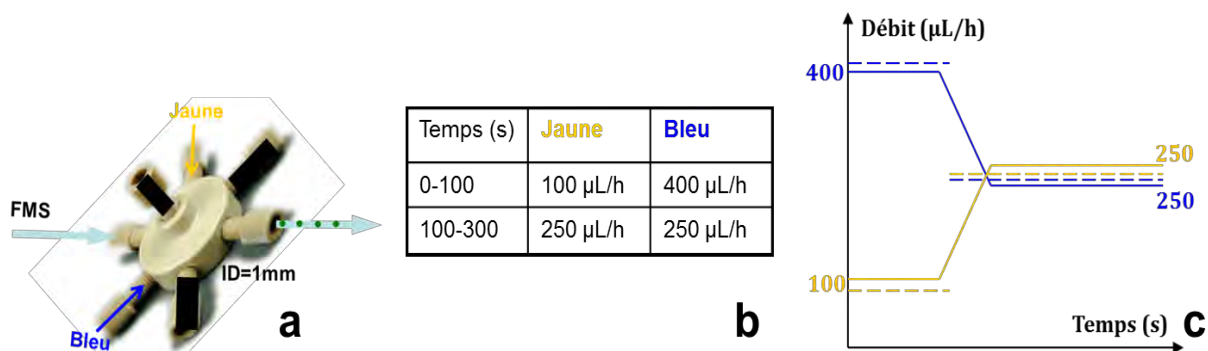 Jaune
FMS
ID=1mm
Bleu
a
Temps (s) Jaune Bleu
0-100 100 µL/h 400 µL/h
100-300 250 µL/h 250 µL/h
b
Débit (µL/h)
400
250
250
100
Temps (s)
c